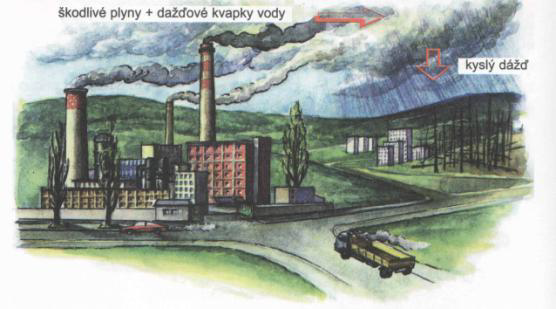 škodlivé plyny + dažďové kvapky vody
kyslý dážď